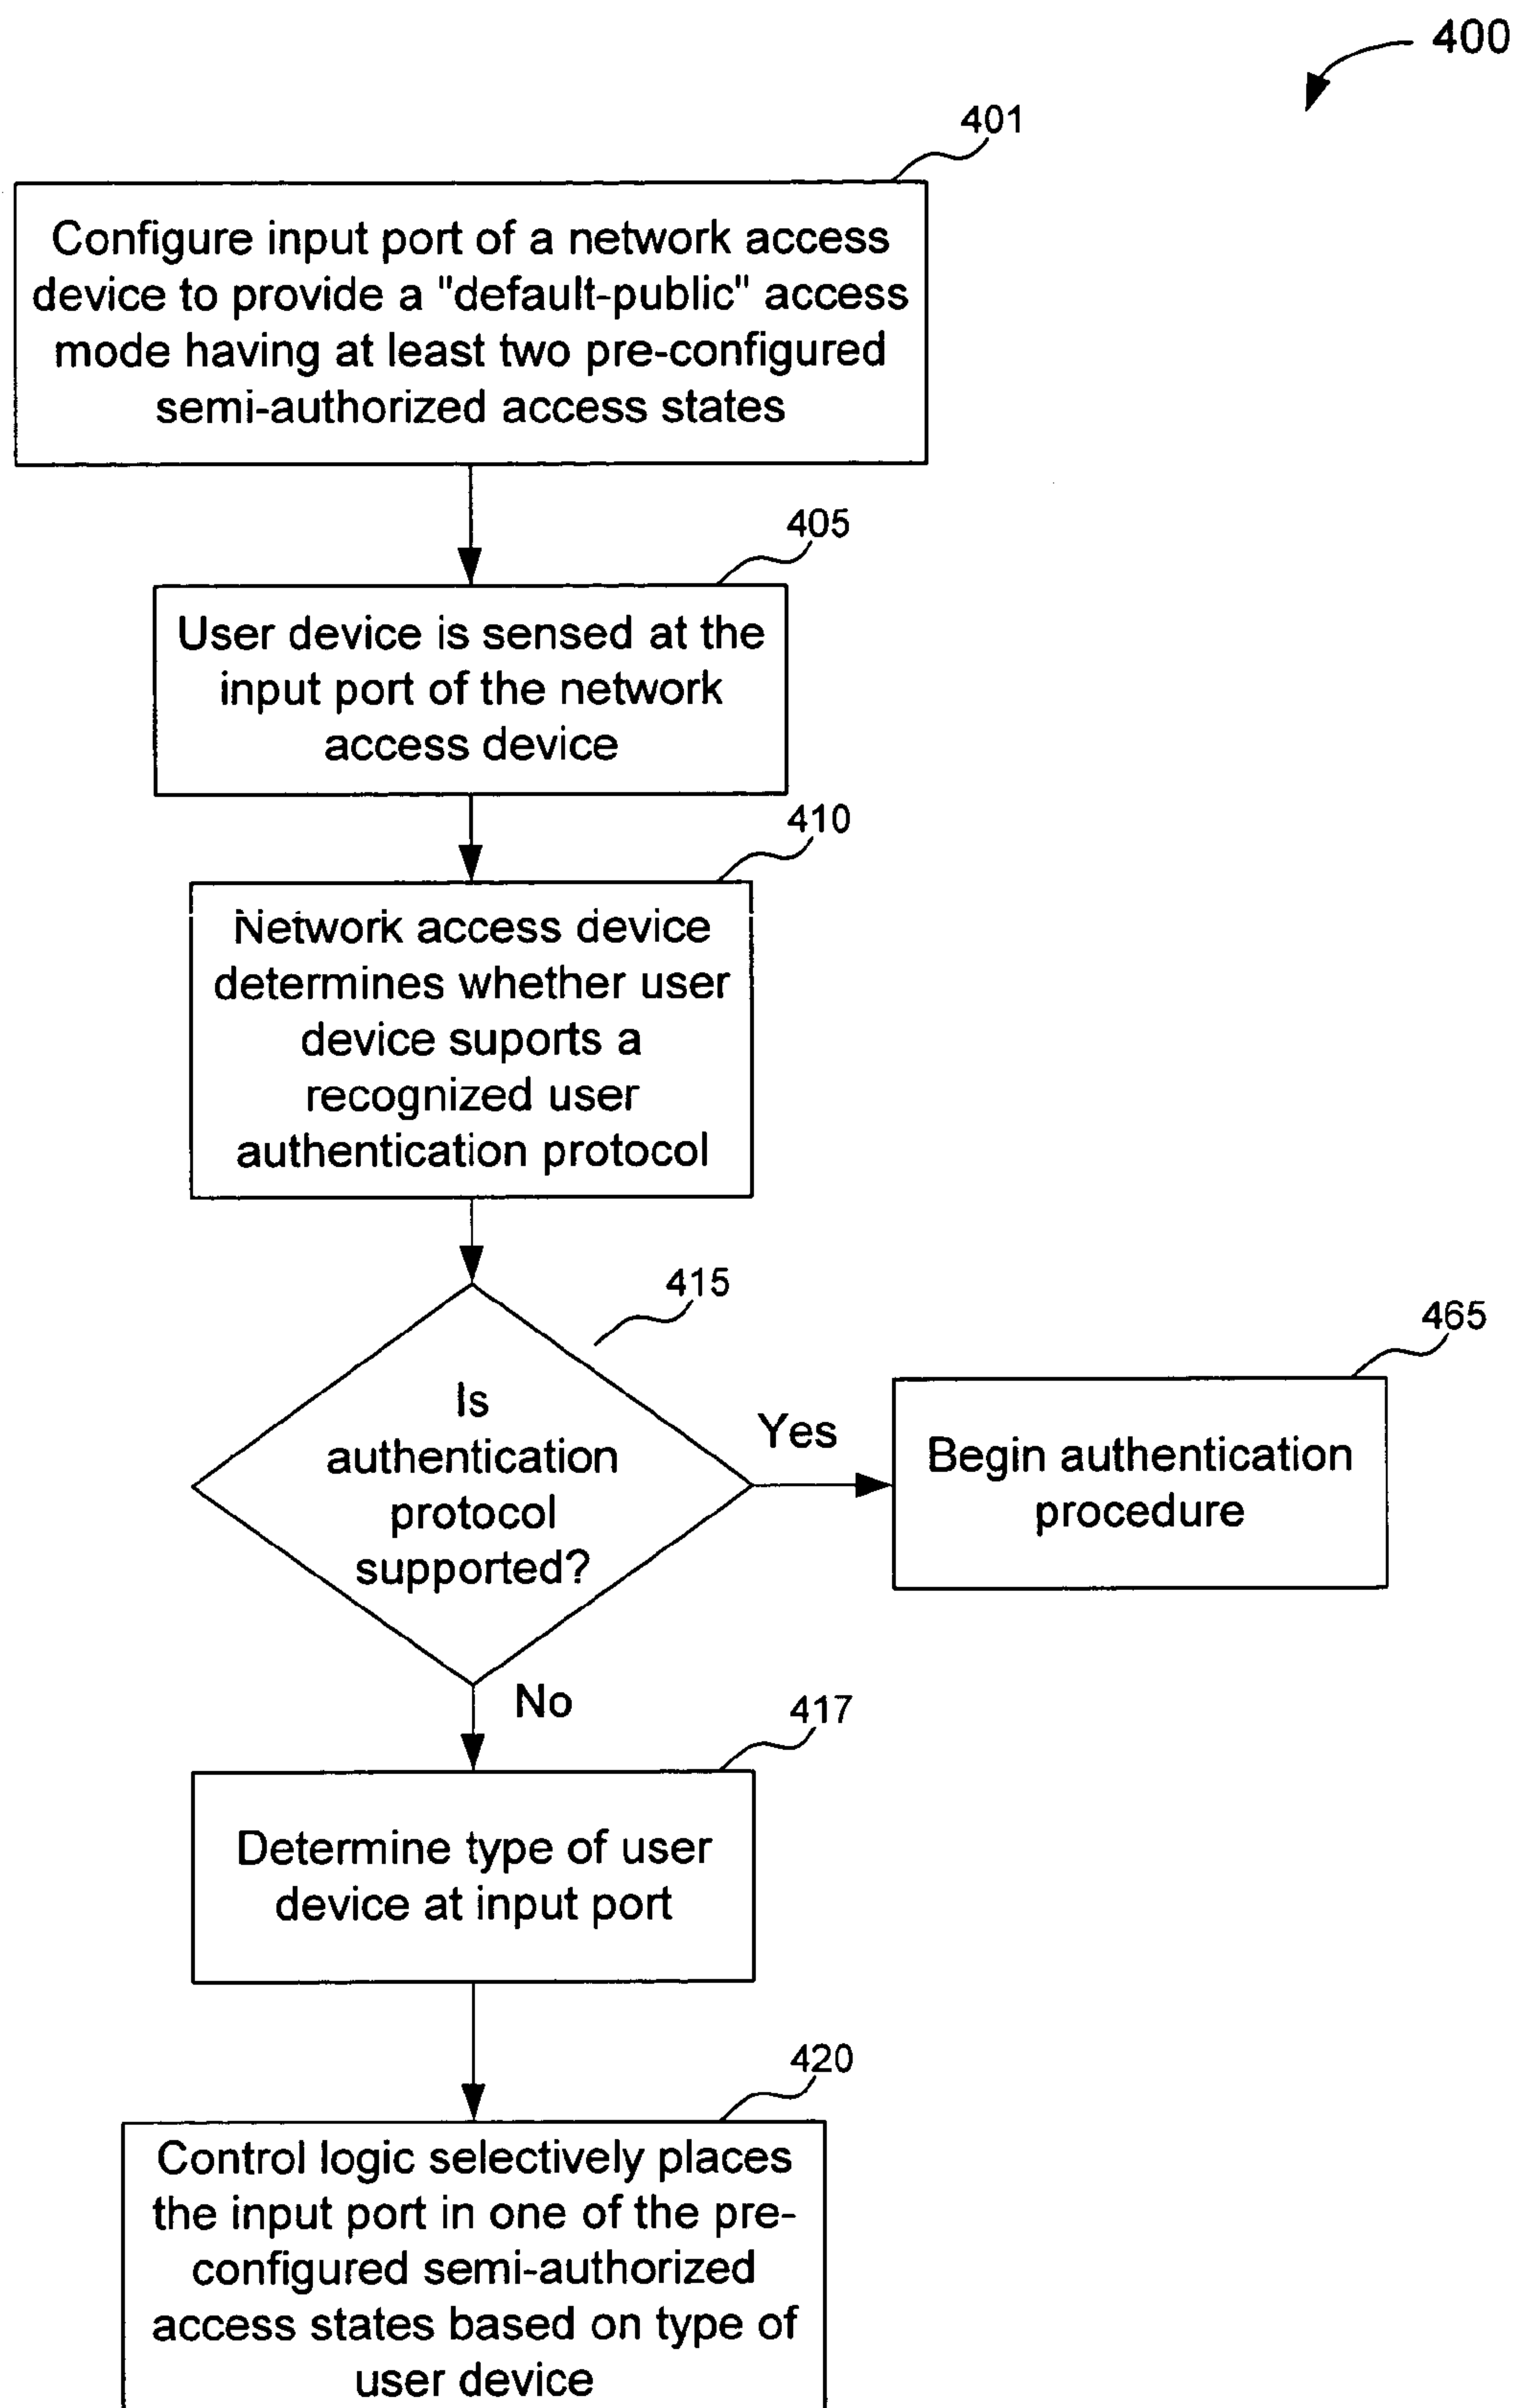 400
401
Configure input port of a network access
device to provide a "default-public" access
mode having at least two pre-configured
semi-authorized access states
405
User device is sensed at the
input port of the network
access device
410
Network access device
determines whether user
device suports a
recognized user
authentication protocol
415
Is
authentication
protocol
supported?
Yes
465
Begin authentication
procedure
No
417
Determine type of user
device at input port
420
Control logic selectively places
the input port in one of the pre-
configured semi-authorized
access states based on type of
user device